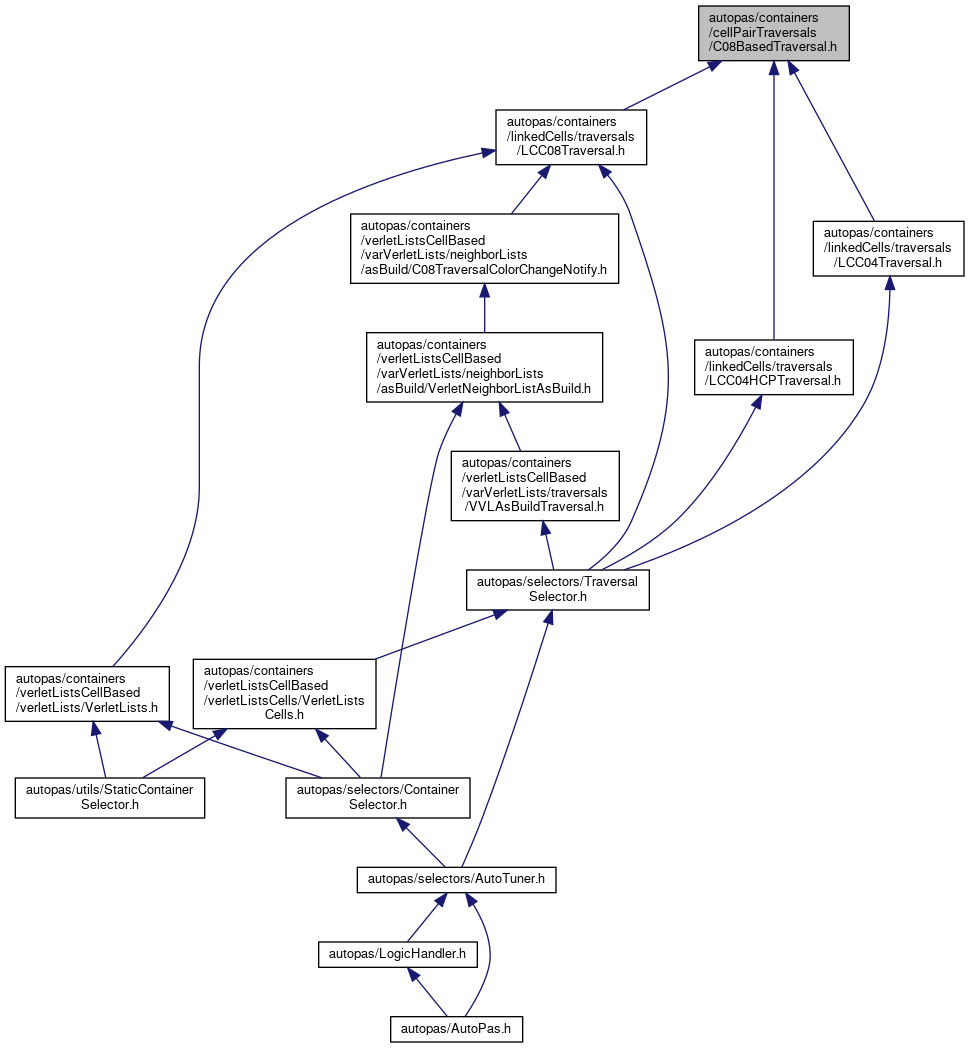 autopas/containers
/cellPairTraversals
/C08BasedTraversal.h
autopas/containers
/linkedCells/traversals
/LCC08Traversal.h
autopas/containers
/verletListsCellBased
/varVerletLists/neighborLists
/asBuild/C08TraversalColorChangeNotify.h
autopas/containers
/linkedCells/traversals
/LCC04Traversal.h
autopas/containers
/verletListsCellBased
/varVerletLists/neighborLists
/asBuild/VerletNeighborListAsBuild.h
autopas/containers
/linkedCells/traversals
/LCC04HCPTraversal.h
autopas/containers
/verletListsCellBased
/varVerletLists/traversals
/VVLAsBuildTraversal.h
autopas/selectors/Traversal
Selector.h
autopas/containers
/verletListsCellBased
/verletLists/VerletLists.h
autopas/containers
/verletListsCellBased
/verletListsCells/VerletLists
Cells.h
autopas/utils/StaticContainer
Selector.h
autopas/selectors/Container
Selector.h
autopas/selectors/AutoTuner.h
autopas/LogicHandler.h
autopas/AutoPas.h